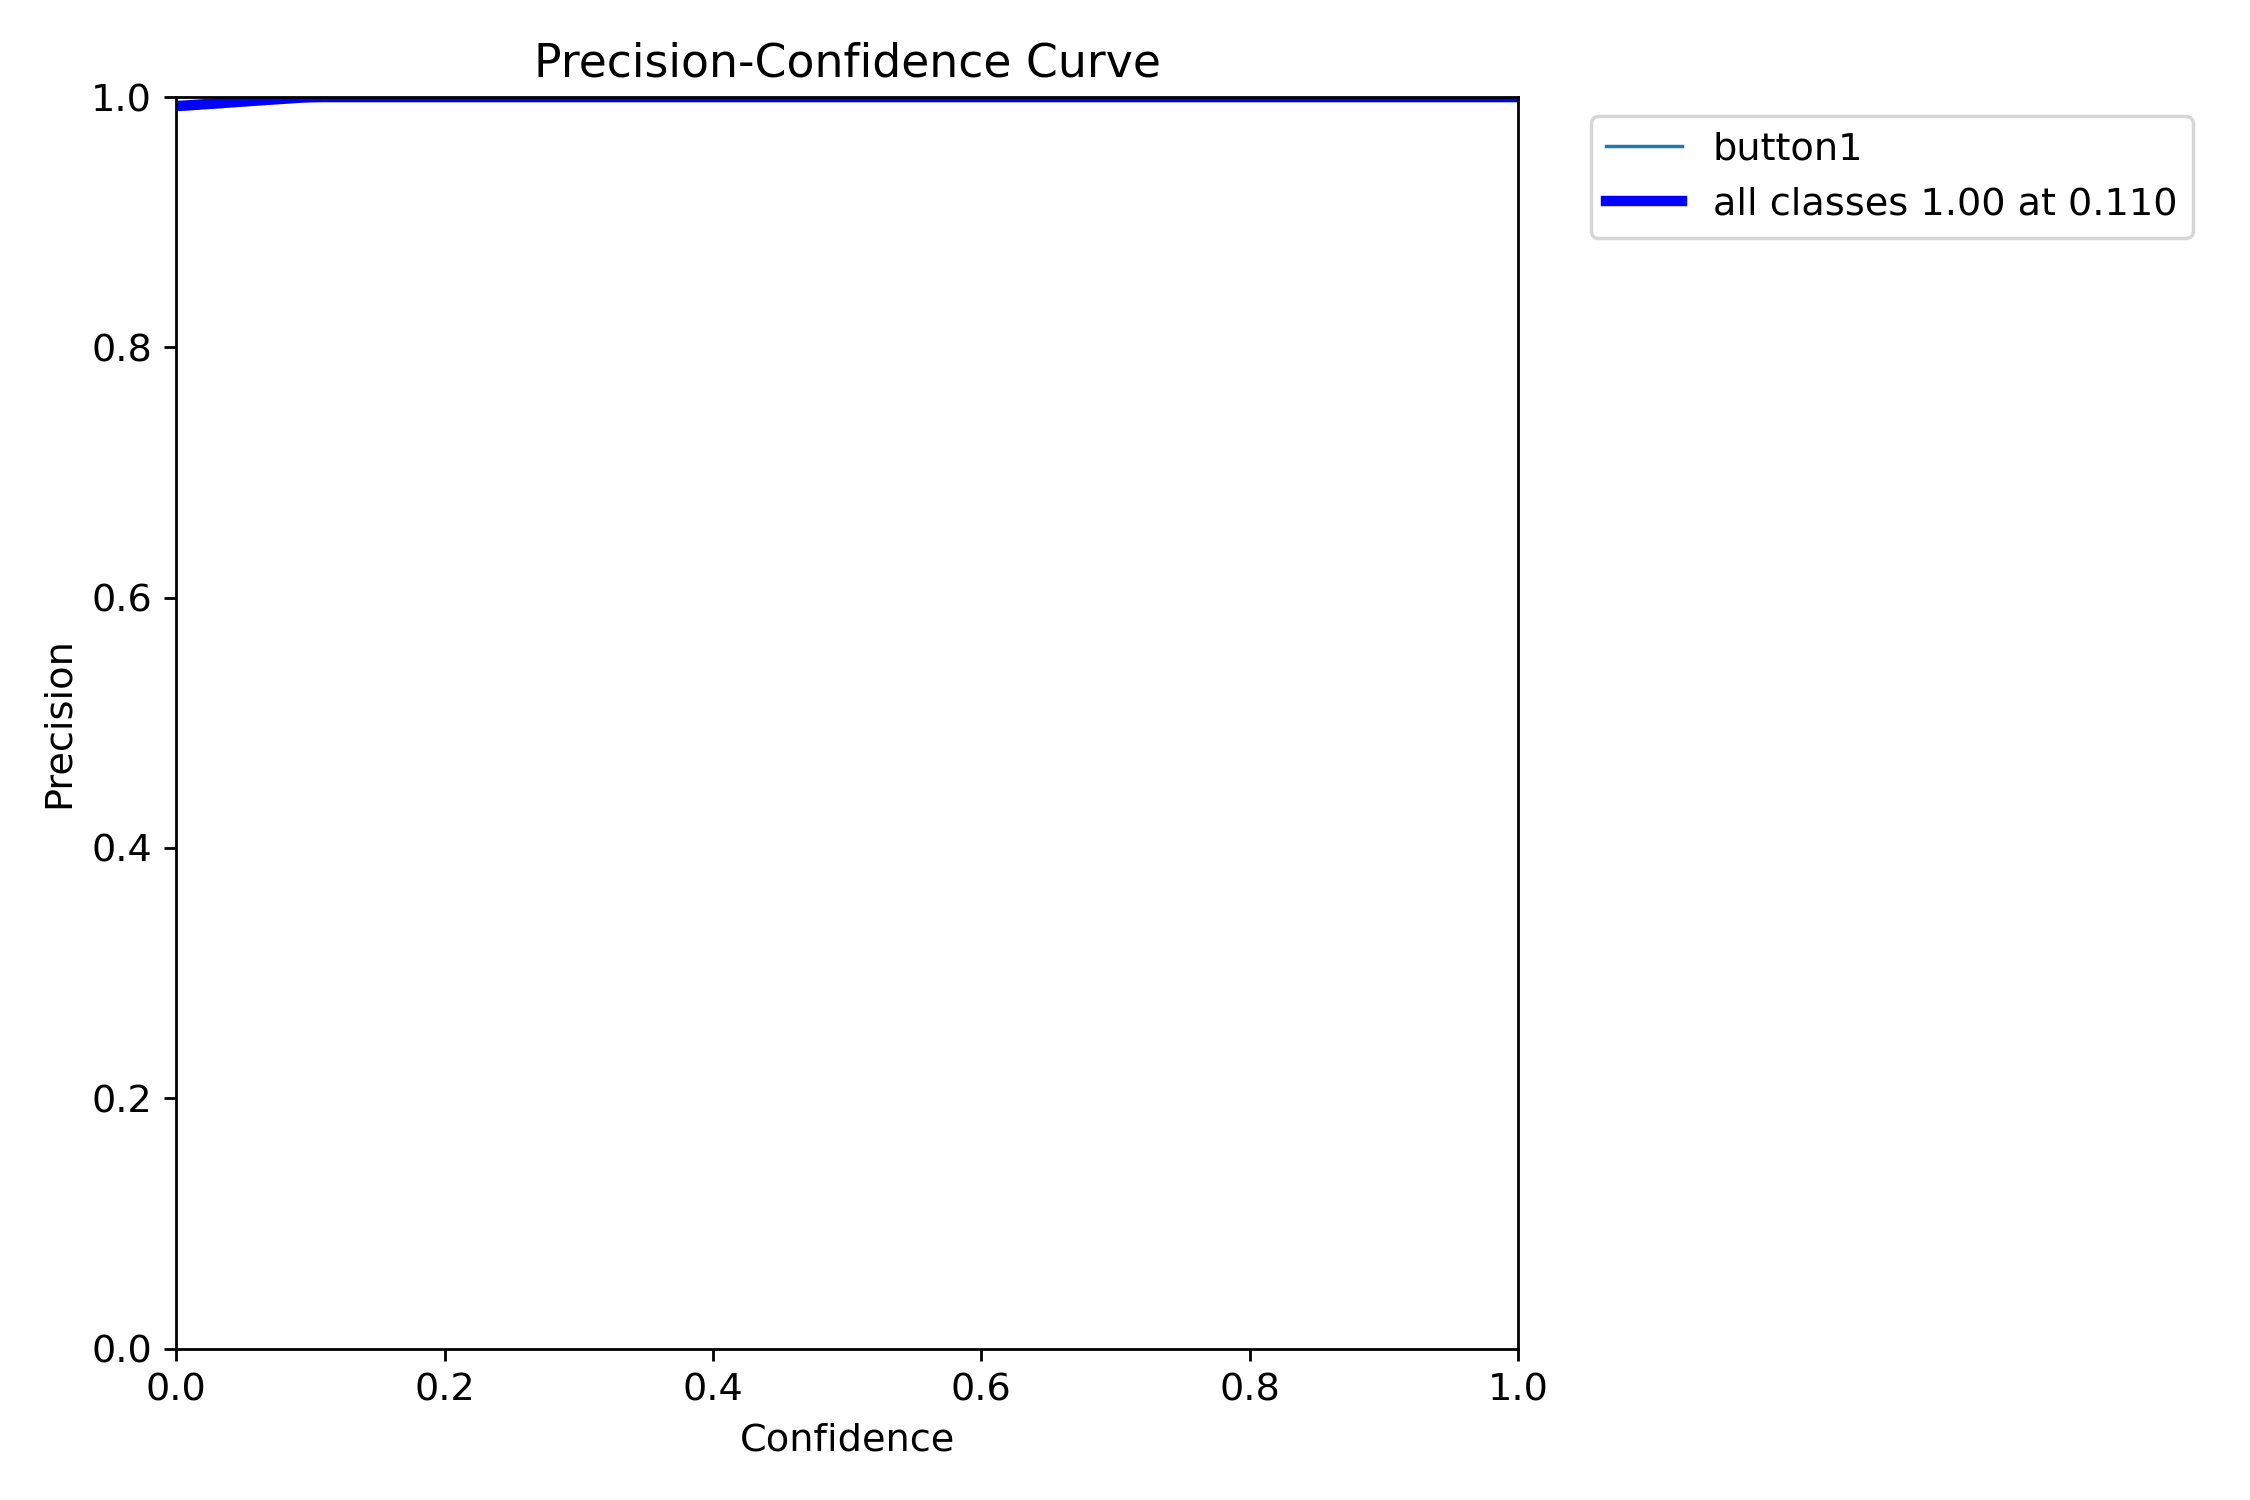 Precision-Confidence Curve
1.0
0.8
0.6
0.4
0.2
0.0
Precision
0.0 0.2 0.4 0.6 0.8 1.0
Confidence
button1
all classes 1.00 at 0.110